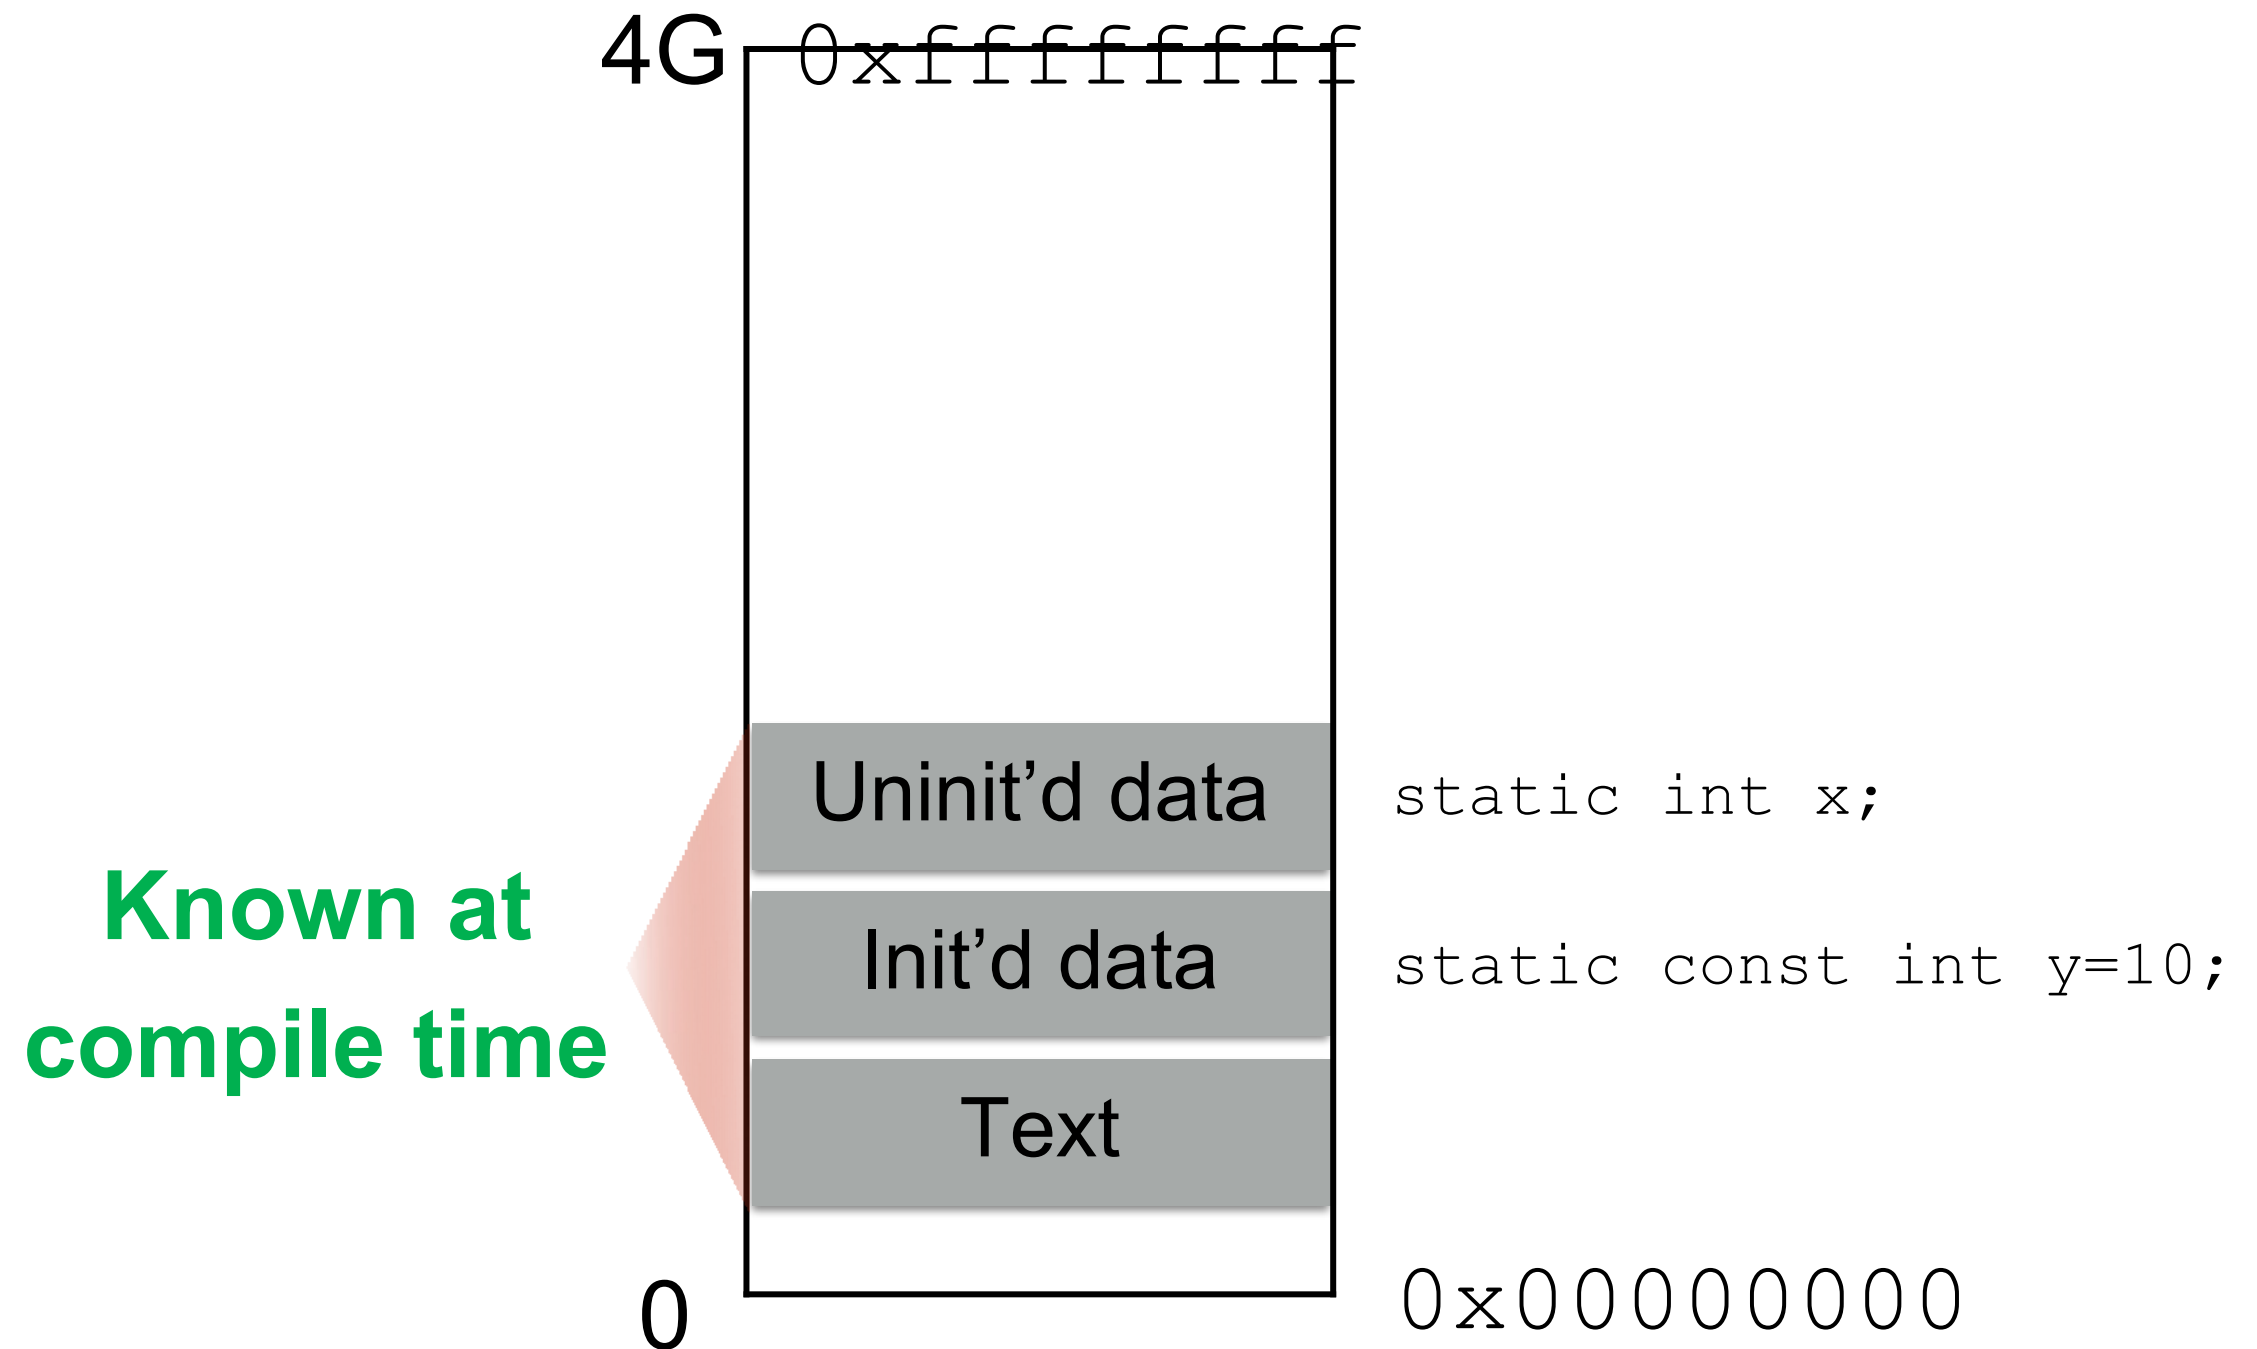 4G
0xffffffff
Uninit’d data
static int x;
Known at
compile time
Init’d data
static const int y=10;
Text
0
0x00000000